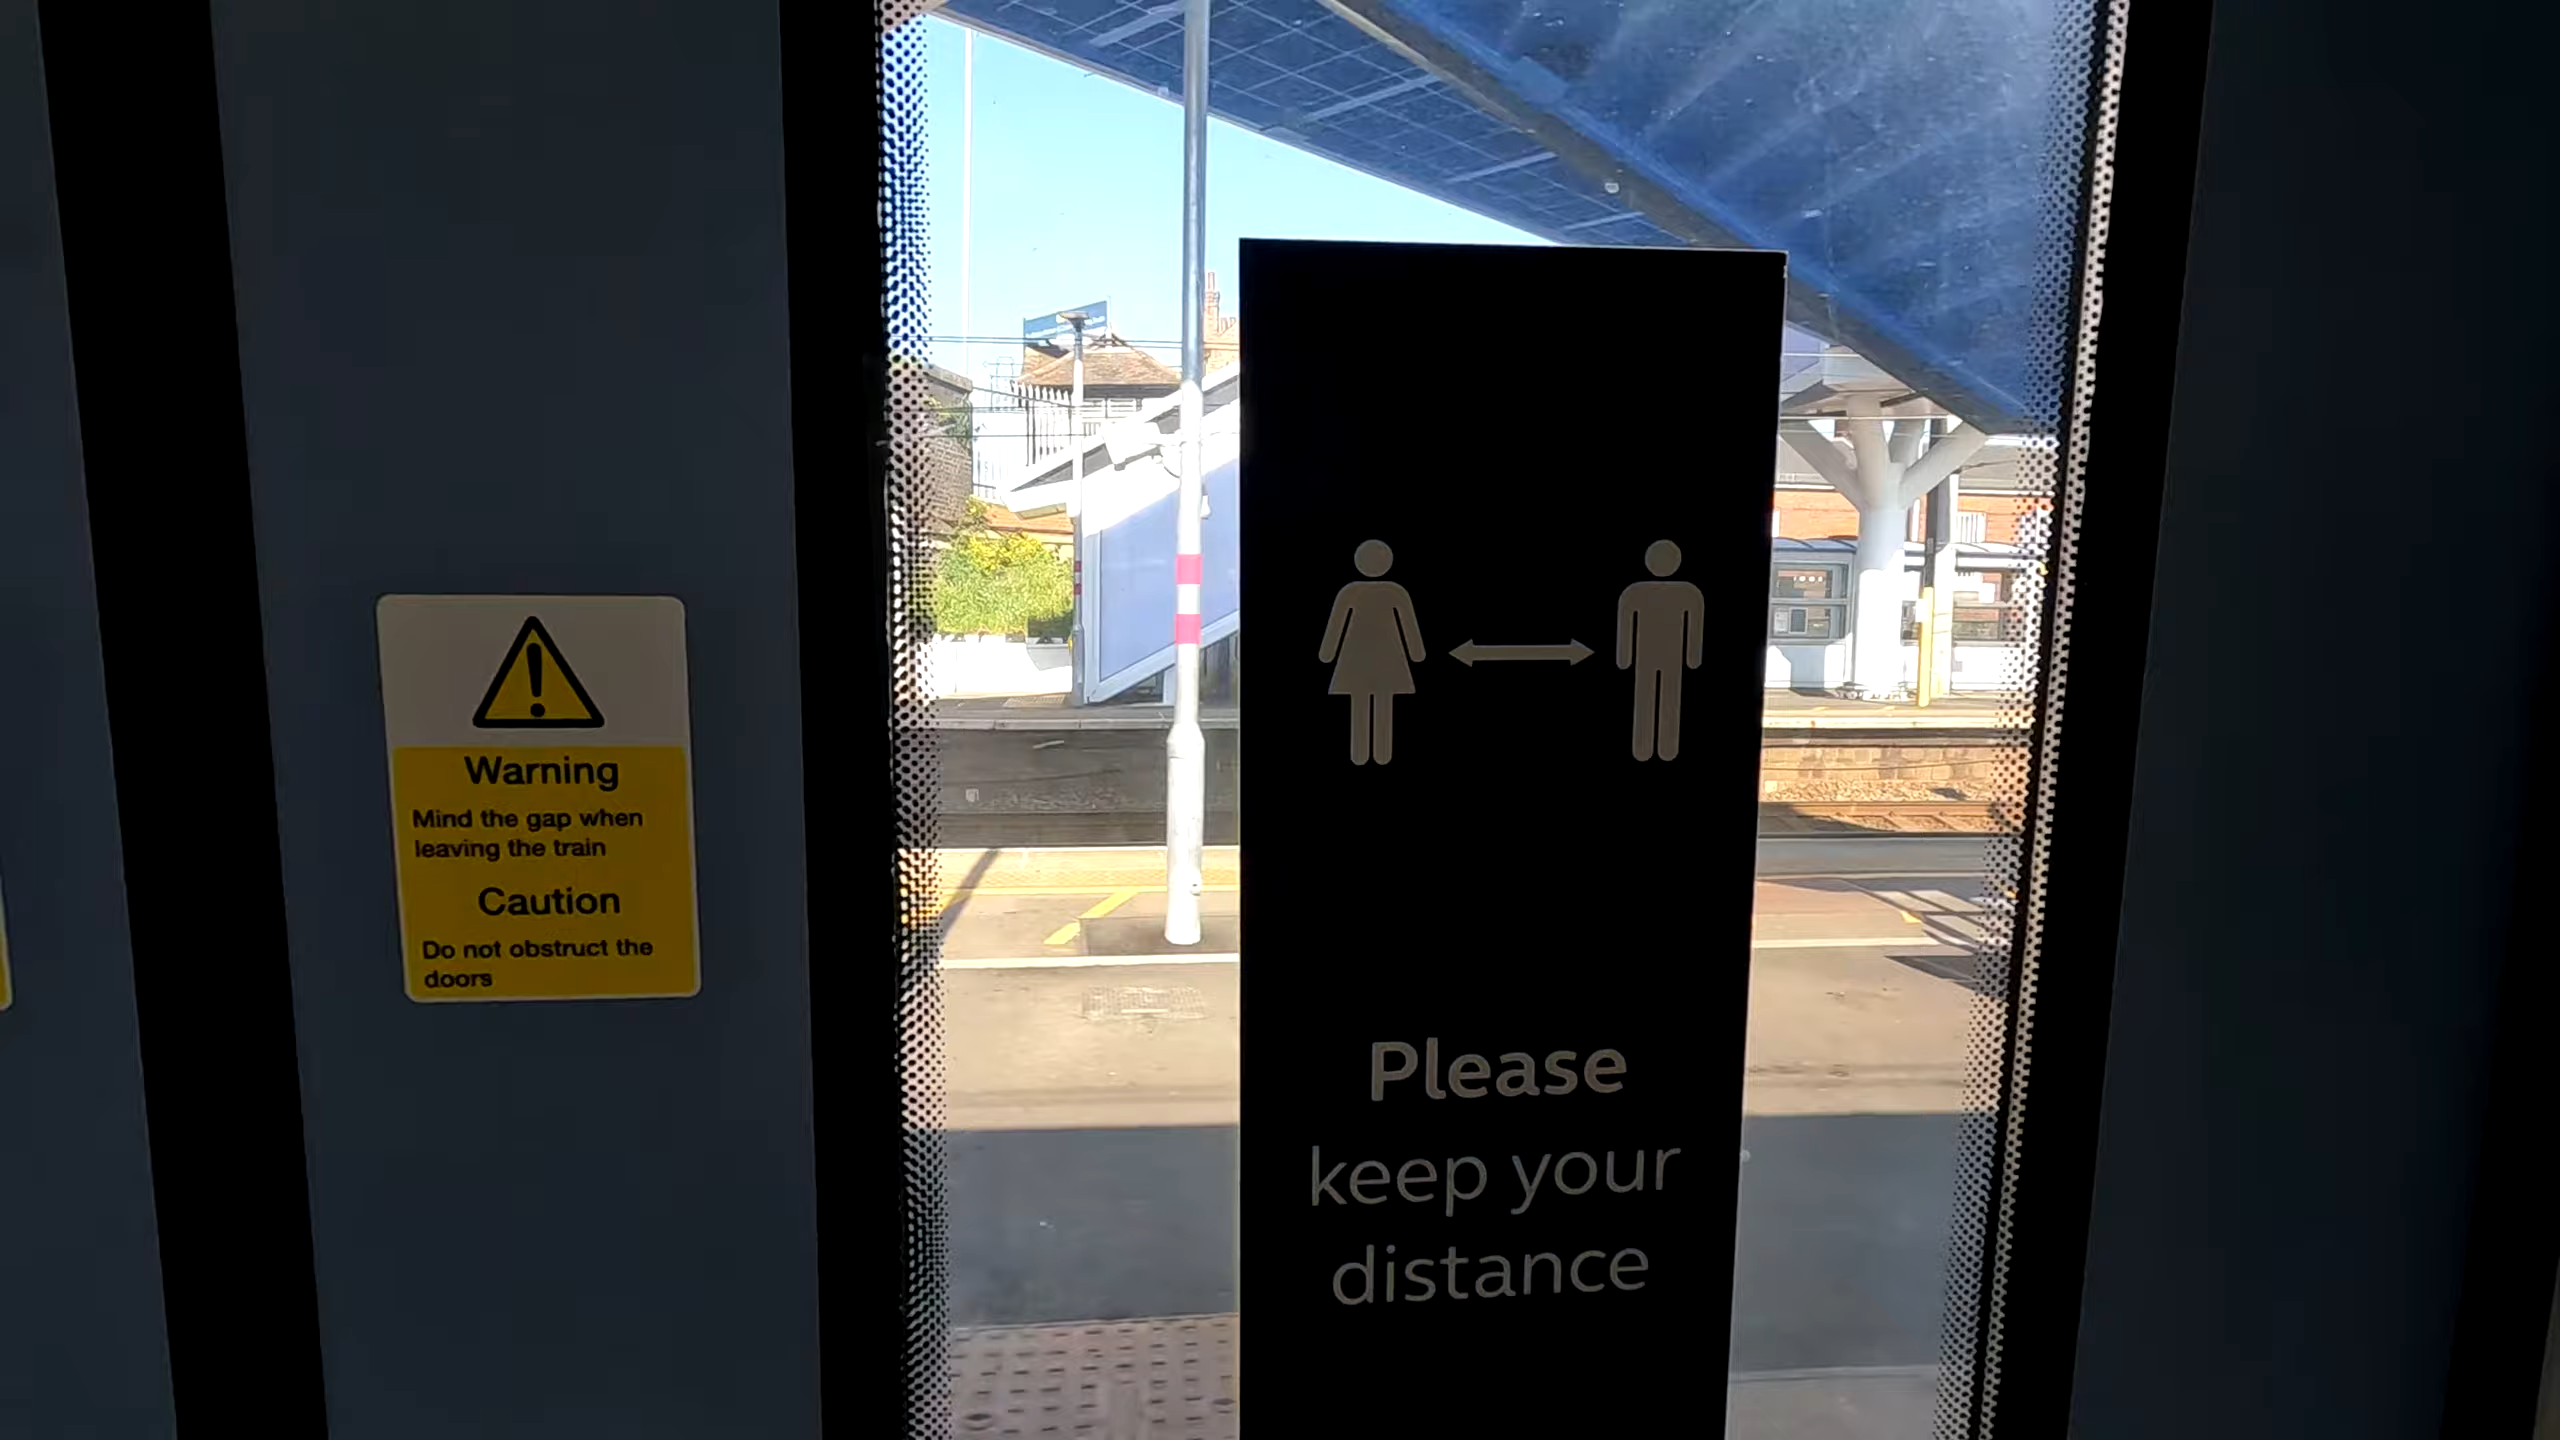 Warning
Mind the gap when
leaving the train
Caution
Do not obstruct the
doors
Please
keep your
distance